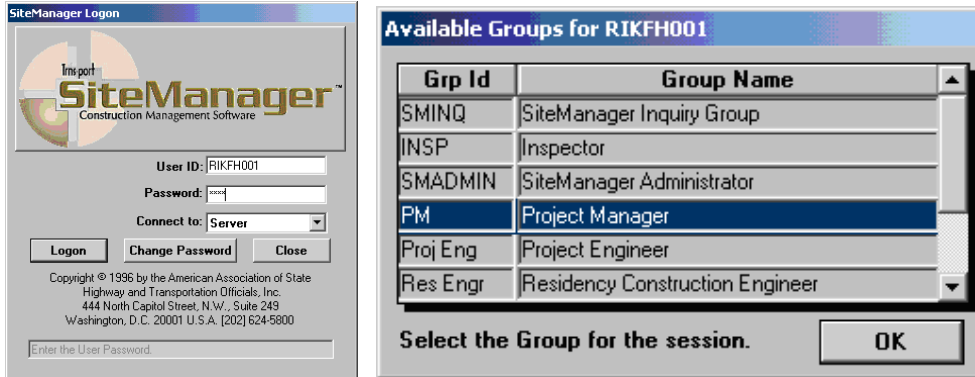 SiteManager Logon
Trns·port
SiteManager™
Construction Management Software
User ID: RIKFH001
Password: ****
Connect to: Server
Logon Change Password Close
Copyright © 1996 by the American Association of State
Highway and Transportation Officials, Inc.
444 North Capitol Street, N.W., Suite 249
Washington, D.C. 20001 U.S.A. [202] 624-5800
Enter the User Password.
Available Groups for RIKFH001
Grp Id Group Name
SMINQ SiteManager Inquiry Group
INSP Inspector
SMADMIN SiteManager Administrator
PM Project Manager
Proj Eng Project Engineer
Res Engr Residency Construction Engineer
Select the Group for the session. OK